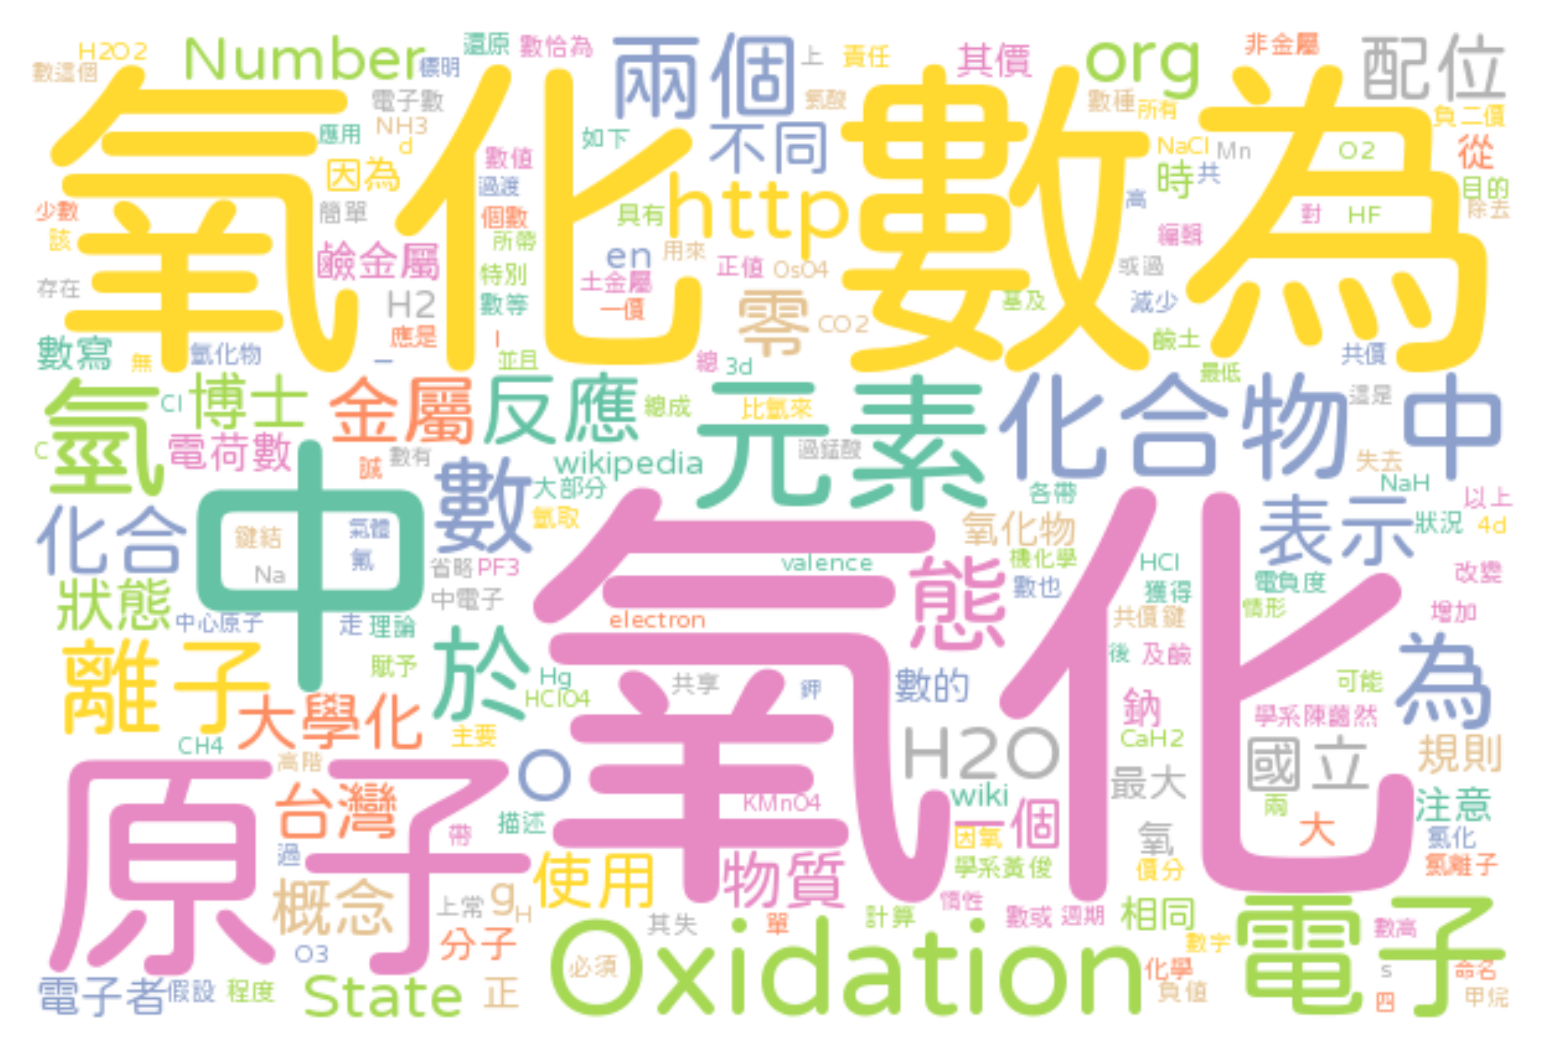 H2O2 Number 還原 數恰為 兩個 上 責任 其價 org 非金屬 配位
數這個 儂明 電子數 氨酸 數種 所有 負二價
氧化 數為
應用 NH3 d 如下 不同 NaCl Mn O2 從
因為 數值 過渡 http 時 共 目的
少數 簡單 個數 具有 高 對 HF 除去
該 鹼金屬 所帶 en 用來 正值 OsO4 編輯
存在 H2 特別 土金屬 零 或過
數等 一價 CO2 基及 減少
數寫 無 氫化物 應是 一 並且 總 3d 鹼土 最低 共價
氫 Cl 博士 金屬 反應 總成 元素 比氫來 化合物 中 這是
C 電荷數 誠 數有 數 wikipedia 過錳酸 失去
化合 中 大部分 各帶 NaH 以上
鍵結 氣體 氫取 氧化物 表示 狀況 4d
Na 氟 省略 PF3 valence 態 機化學 HCl 電負度 改變
狀態 中電子 氧化 數也 獲得 情形
中心原子 走 理論 electron 共價鍵 增加
離子 賦予 於 Hg 共享 鉀 數的 後 及鹼 可能 為
大學化 HClO4 鈉 學系陳藹然
CH4 主要 CaH2
原子 高階 O H2O 最大 國立 規則
台灣 帶 描述 KMnO4 wiki 一個 兩 注意
過 因氧 氧 大 氯化
使用 物質 學系黃俊 價分 氯離子
概念 上常 g H 惰性
分子 其失 單 計算 數或 週期 相同 電子 數高
O3 Oxidation 數字
電子者 假設 程度 State 正 必須 化學 負值 s 四 命名 甲烷